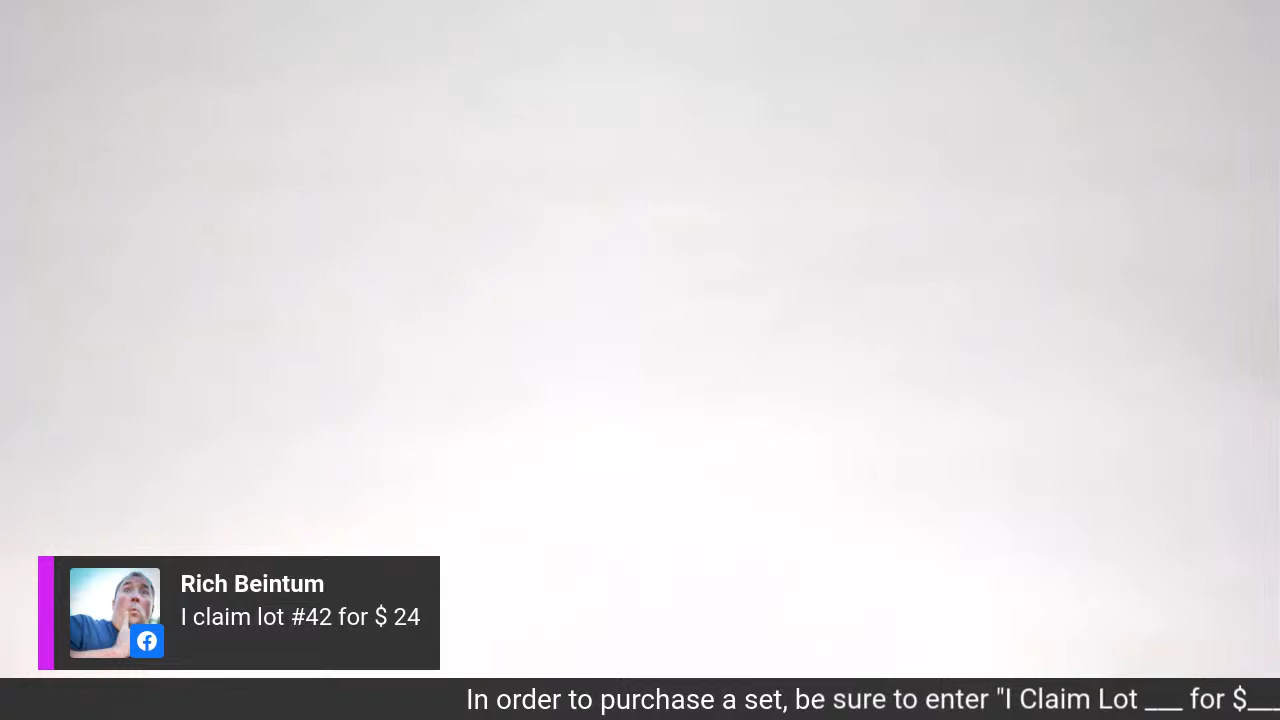 Rich Beintum
I claim lot #42 for $ 24
In order to purchase a set, be sure to enter "I Claim Lot ___ for $___